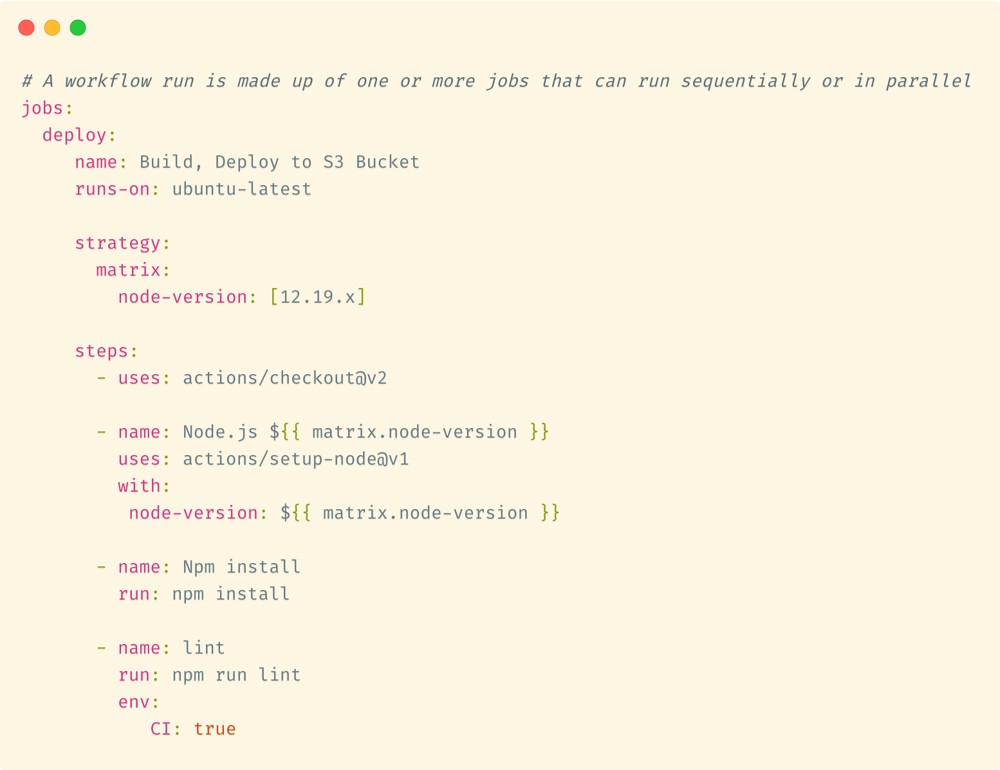 # A workflow run is made up of one or more jobs that can run sequentially or in parallel
jobs:
  deploy:
     name: Build, Deploy to S3 Bucket
     runs-on: ubuntu-latest

     strategy:
       matrix:
         node-version: [12.19.x]

     steps:
       - uses: actions/checkout@v2

       - name: Node.js ${{ matrix.node-version }}
         uses: actions/setup-node@v1
         with:
          node-version: ${{ matrix.node-version }}

       - name: Npm install
         run: npm install

       - name: lint
         run: npm run lint
         env:
            CI: true